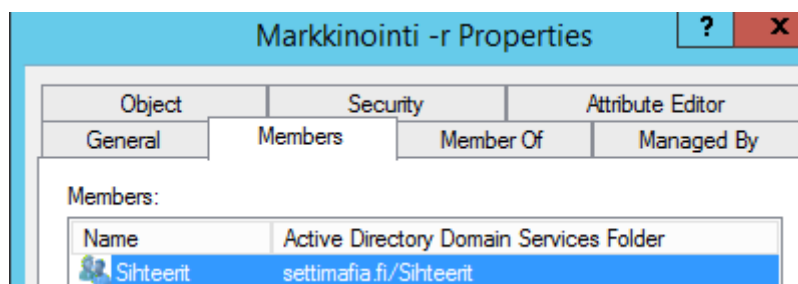 Markkinointi -r Properties ? x
Object Security Attribute Editor
General Members Member Of Managed By
Members:
Name Active Directory Domain Services Folder
Sihteerit settimafia.fi/Sihteerit